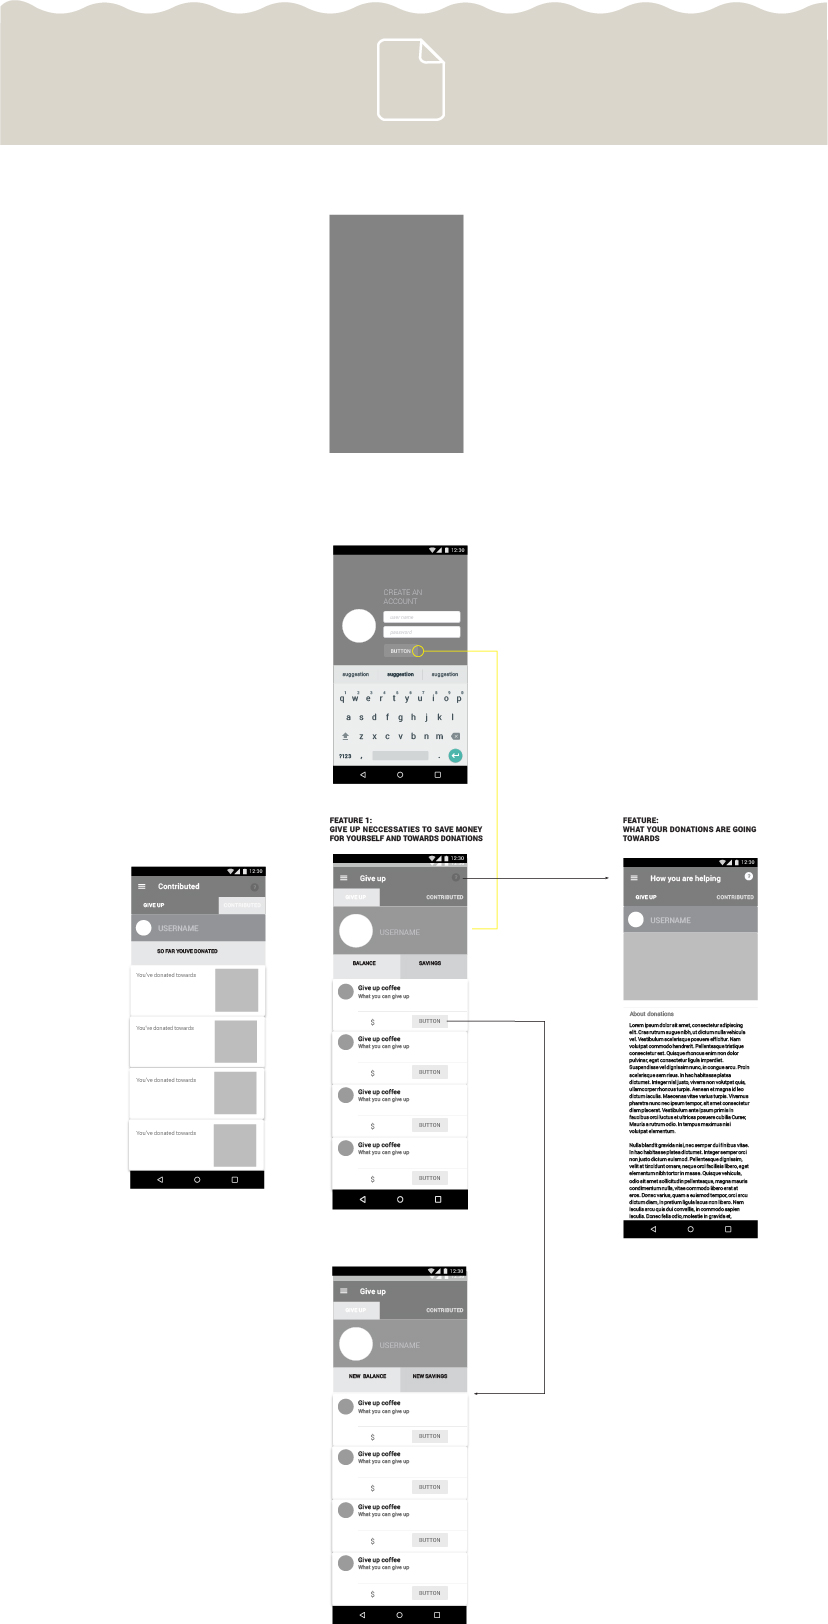 12:30
CREATE AN
ACCOUNT
user name
password
BUTTON
suggestion suggestion suggestion
1 2 3 4 5 6 7 8 9 0
q w e r t y u i o p
a s d f g h j k l
z x c v b n m
?123 , .
FEATURE 1:
GIVE UP NECCESSATIES TO SAVE MONEY
FOR YOURSELF AND TOWARDS DONATIONS
12:30
Give up ?
GIVE UP CONTRIBUTED
USERNAME
BALANCE SAVINGS
Give up coffee
What you can give up
$ BUTTON
Give up coffee
What you can give up
$ BUTTON
Give up coffee
What you can give up
$ BUTTON
Give up coffee
What you can give up
$ BUTTON
12:30
Contributed ?
GIVE UP CONTRIBUTED
USERNAME
SO FAR YOUVE DONATED
You've donated towards
You've donated towards
You've donated towards
You've donated towards
FEATURE:
WHAT YOUR DONATIONS ARE GOING
TOWARDS
12:30
How you are helping ?
GIVE UP CONTRIBUTED
USERNAME
About donations
Lorem ipsum dolor sit amet, consectetur adipiscing
elit. Cras rutrum augue nibh, ut dictum nulla vehicula
vel. Vestibulum scelerisque posuere efficitur. Nam
volutpat commodo hendrerit. Pellentesque tristique
consectetur est. Quisque rhoncus enim non dolor
pulvinar, eget consectetur ligula imperdiet.
Suspendisse vel dignissim nunc, in congue arcu. Proin
scelerisque sam risus. In hac habitasse platea
dictumst. Integer nisl justo, viverra non volutpat quis,
ullamcorper rhoncus turpis. Aenean et magna id leo
dictum iaculis. Maecenas vitae varius turpis. Vivamus
pharetra nunc nec ipsum tempor, sit amet consectetur
diam placerat. Vestibulum ante ipsum primis in
faucibus orci luctus et ultrices posuere cubilia Curae;
Mauris a rutrum odio. In tempus maximus nisi
volutpat elementum.
Nulla blandit gravida nisi, nec semper dui finibus vitae.
In hac habitasse platea dictumst. Integer semper orci
non justo dictum euismod. Pellentesque dignissim,
velit at tincidunt ornare, neque orci facilisis libero, eget
elementum nibh tortor in massa. Quisque vehicula,
odio sit amet sollicitudin pellentesque, magna mauris
condimentum nulla, vitae commodo libero erat at
eros. Donec varius, quam a euismod tempor, orci arcu
dictum diam, in pretium ligula lacus non libero. Nam
iaculis arcu quis dui convallis, in commodo sapien
iaculis. Donec felis odio, molestie in gravida et,
12:30
Give up
GIVE UP CONTRIBUTED
USERNAME
NEW BALANCE NEW SAVINGS
Give up coffee
What you can give up
$ BUTTON
Give up coffee
What you can give up
$ BUTTON
Give up coffee
What you can give up
$ BUTTON
Give up coffee
What you can give up
$ BUTTON